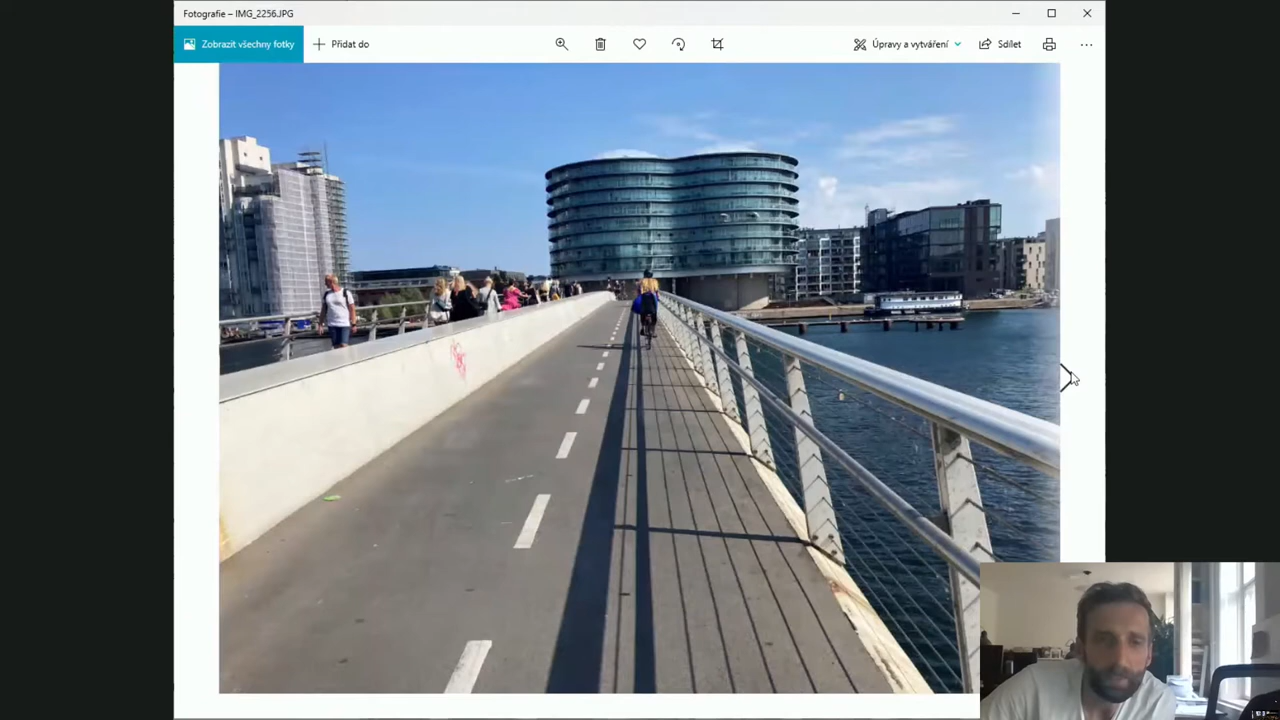 Fotografie – IMG_2256.JPG
Zobrazit všechny fotky
Přidat do
Úpravy a vytváření
Sdílet